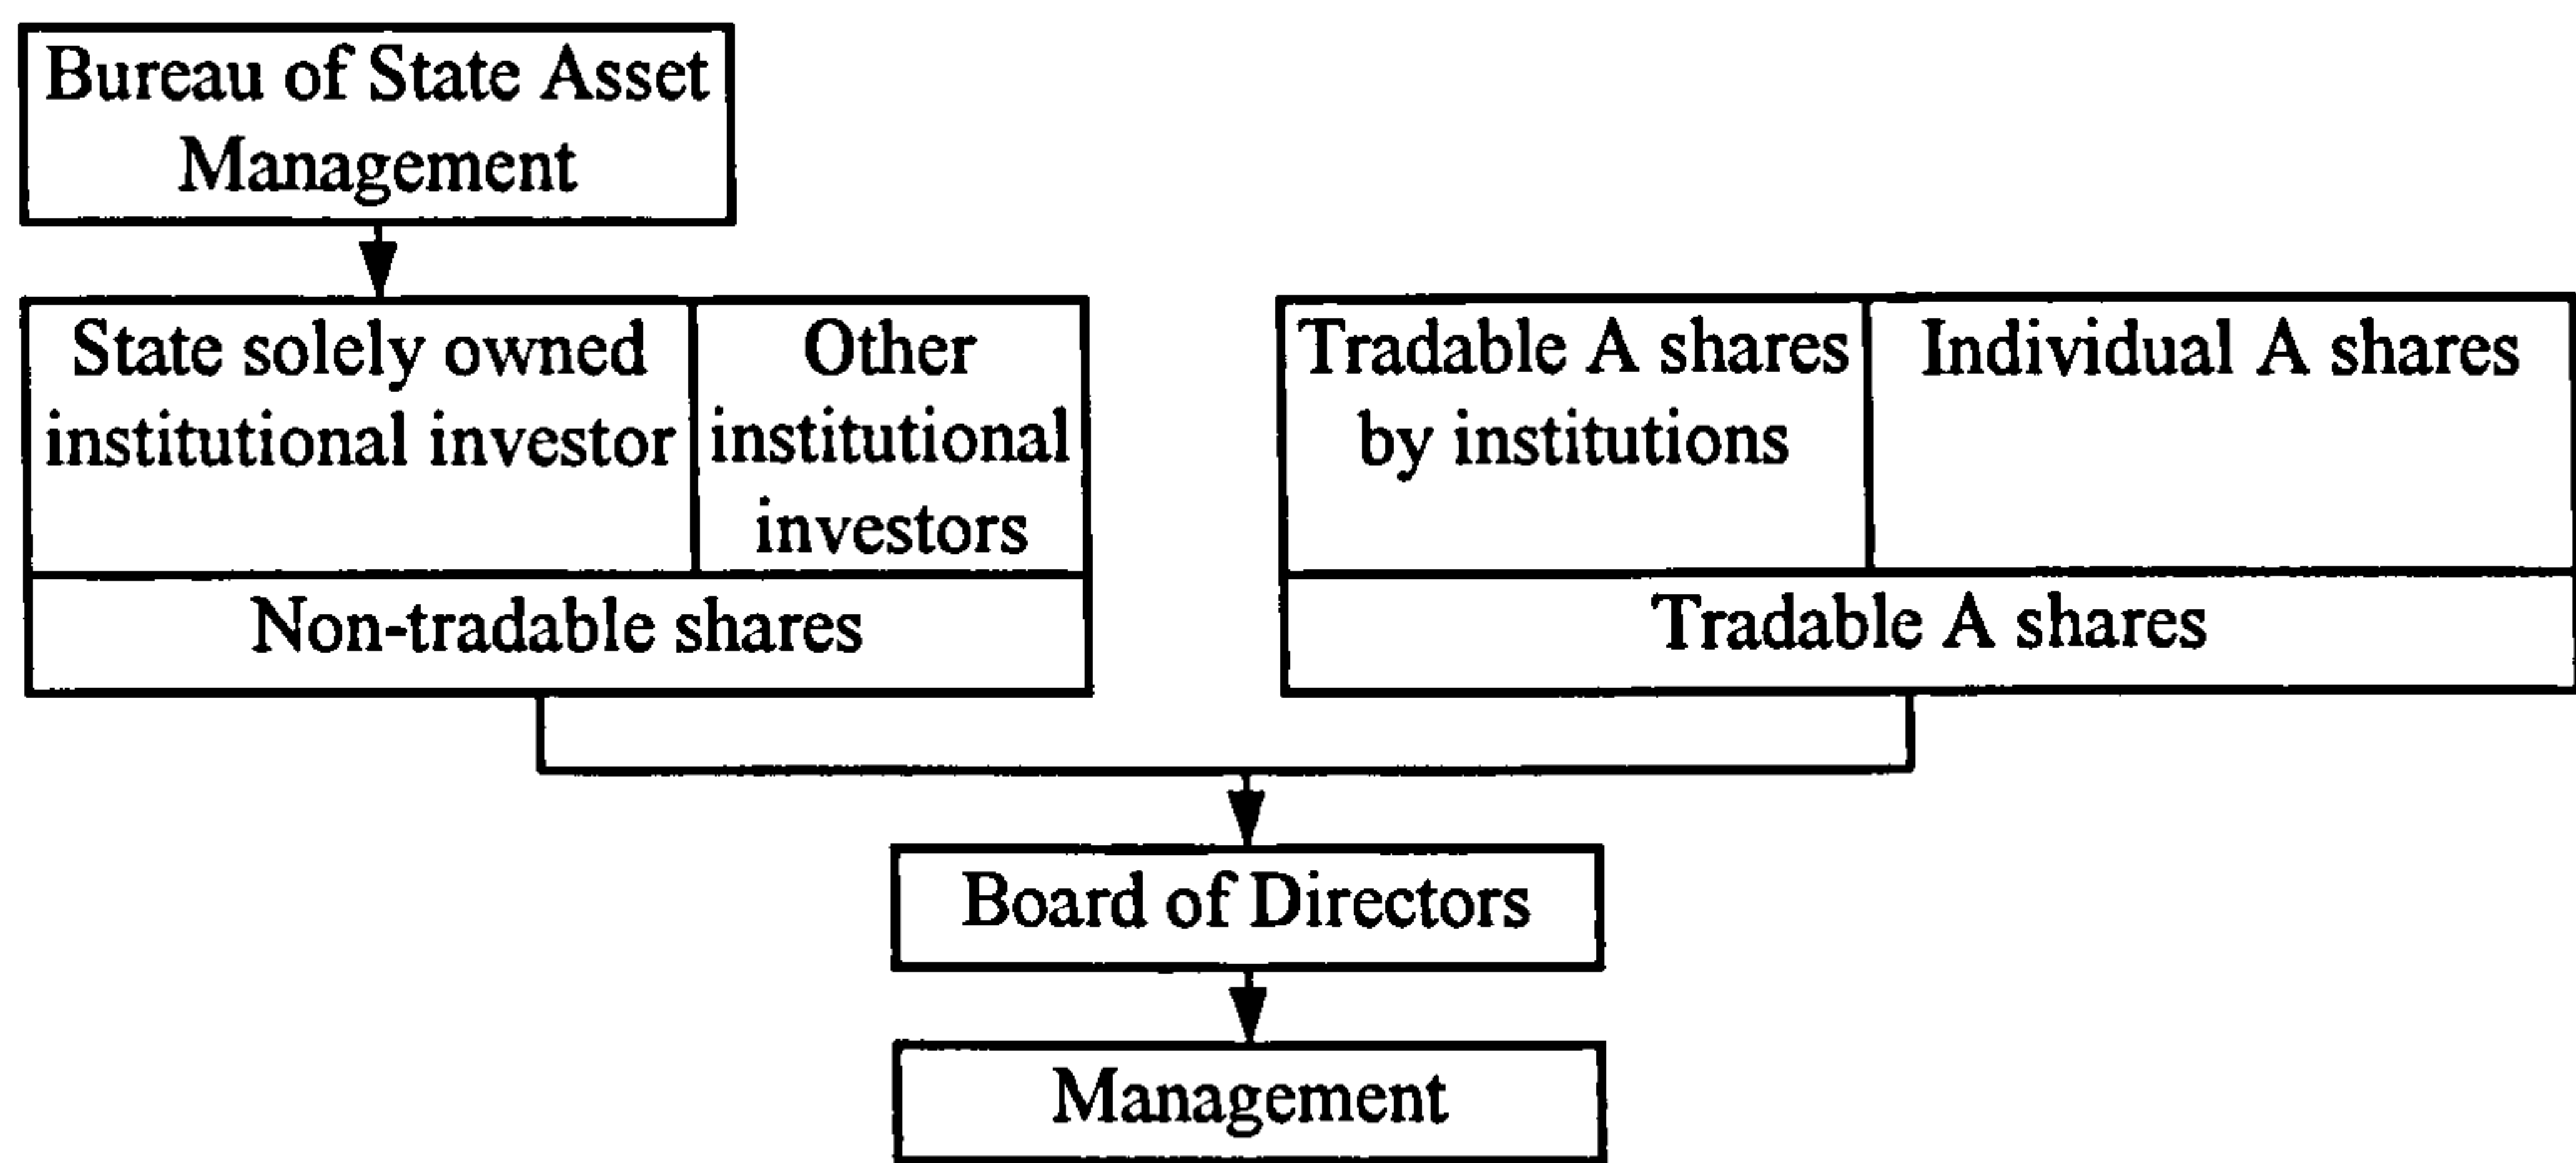 Bureau of State Asset
Management
State solely owned
institutional investor
Other
institutional
investors
Non-tradable shares
Tradable A shares
by institutions
Individual A shares
Tradable A shares
Board of Directors
Management